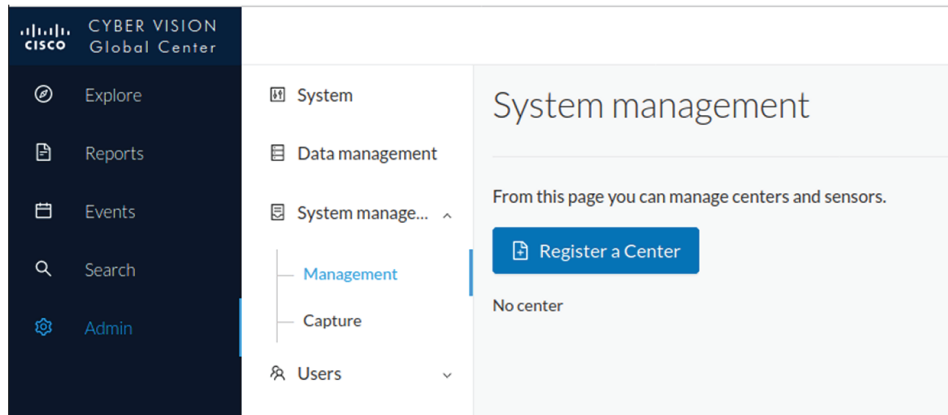 CISCO
CYBER VISION
Global Center
Explore
Reports
Events
Search
Admin
System
Data management
System manage...
Management
Capture
Users
System management
From this page you can manage centers and sensors.
Register a Center
No center